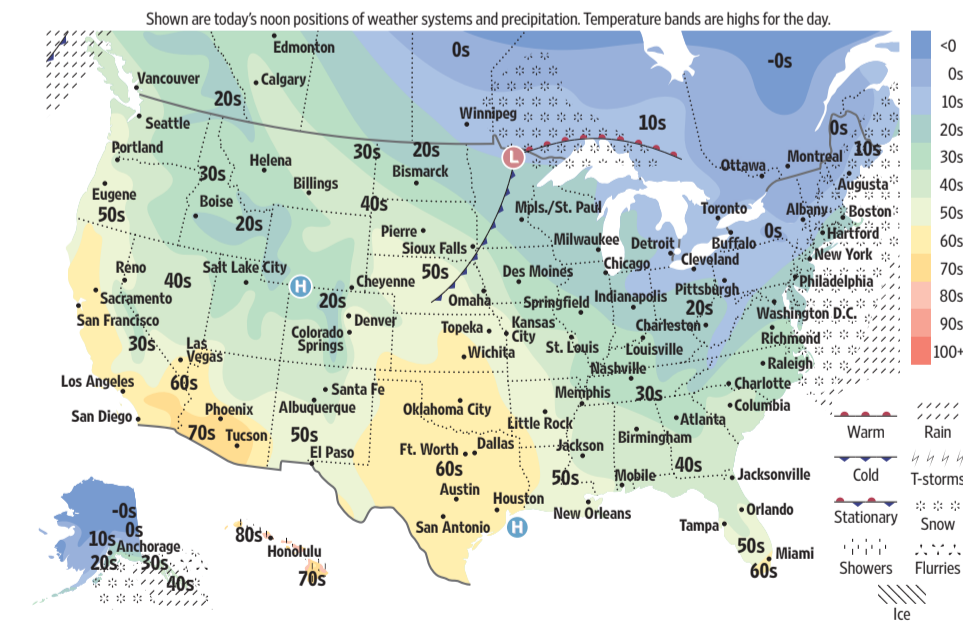 Shown are today's noon positions of weather systems and precipitation. Temperature bands are highs for the day.
Edmonton
0s
-0s
<0
0s
10s
20s
30s
40s
50s
60s
70s
80s
90s
100+
Vancouver
Calgary
20s
Winnipeg
10s
0s
10s
Seattle
Portland
Helena
30s
20s
L
Ottawa
Montreal
30s
Billings
Bismarck
Augusta
Eugene
50s
Boise
20s
40s
Mpls./St. Paul
Toronto
Albany
Boston
Pierre
Sioux Falls
Milwaukee
Detroit
Buffalo
0s
Hartford
Reno
40s
Salt Lake City
H
Cheyenne
50s
Des Moines
Chicago
Cleveland
New York
Sacramento
20s
Omaha
Springfield
Indianapolis
Pittsburgh
20s
Philadelphia
San Francisco
Denver
Colorado
Springs
Topeka
Kansas
City
Charleston
Washington D.C.
30s
Las
Vegas
Wichita
St. Louis
Louisville
Richmond
Nashville
Raleigh
Los Angeles
60s
Santa Fe
Memphis
30s
Charlotte
San Diego
Phoenix
Albuquerque
Oklahoma City
Little Rock
Atlanta
Columbia
70s
Tucson
50s
El Paso
Ft. Worth
Dallas
Jackson
Birmingham
60s
50s
Mobile
40s
Jacksonville
Austin
Houston
New Orleans
Orlando
San Antonio
H
Tampa
50s
Miami
60s
-0s
0s
10s
Anchorage
20s
30s
40s
80s
Honolulu
70s
Warm
Rain
Cold
T-storms
Stationary
Snow
Showers
Flurries
Ice